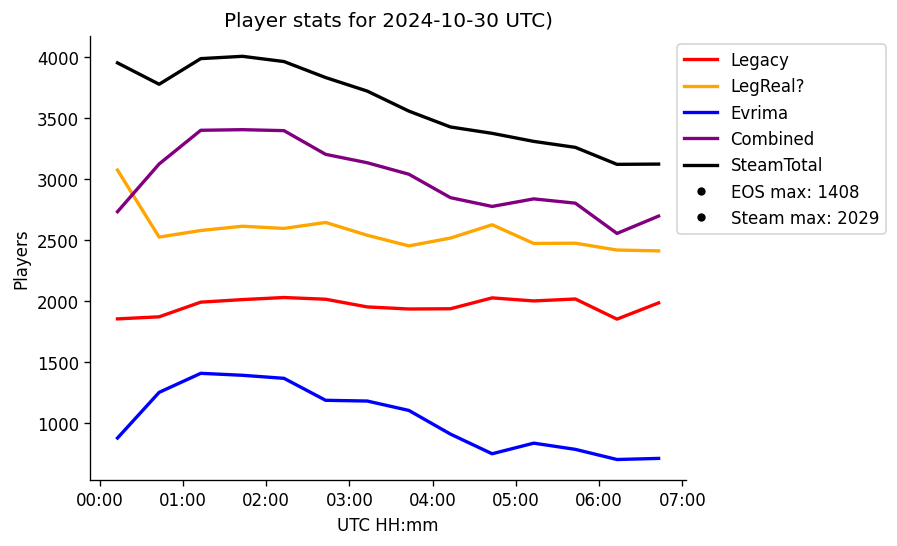 Player stats for 2024-10-30 UTC)
Legacy
LegReal?
Evrima
Combined
SteamTotal
EOS max: 1408
Steam max: 2029
Players
4000
3500
3000
2500
2000
1500
1000
00:00 01:00 02:00 03:00 04:00 05:00 06:00 07:00
UTC HH:mm